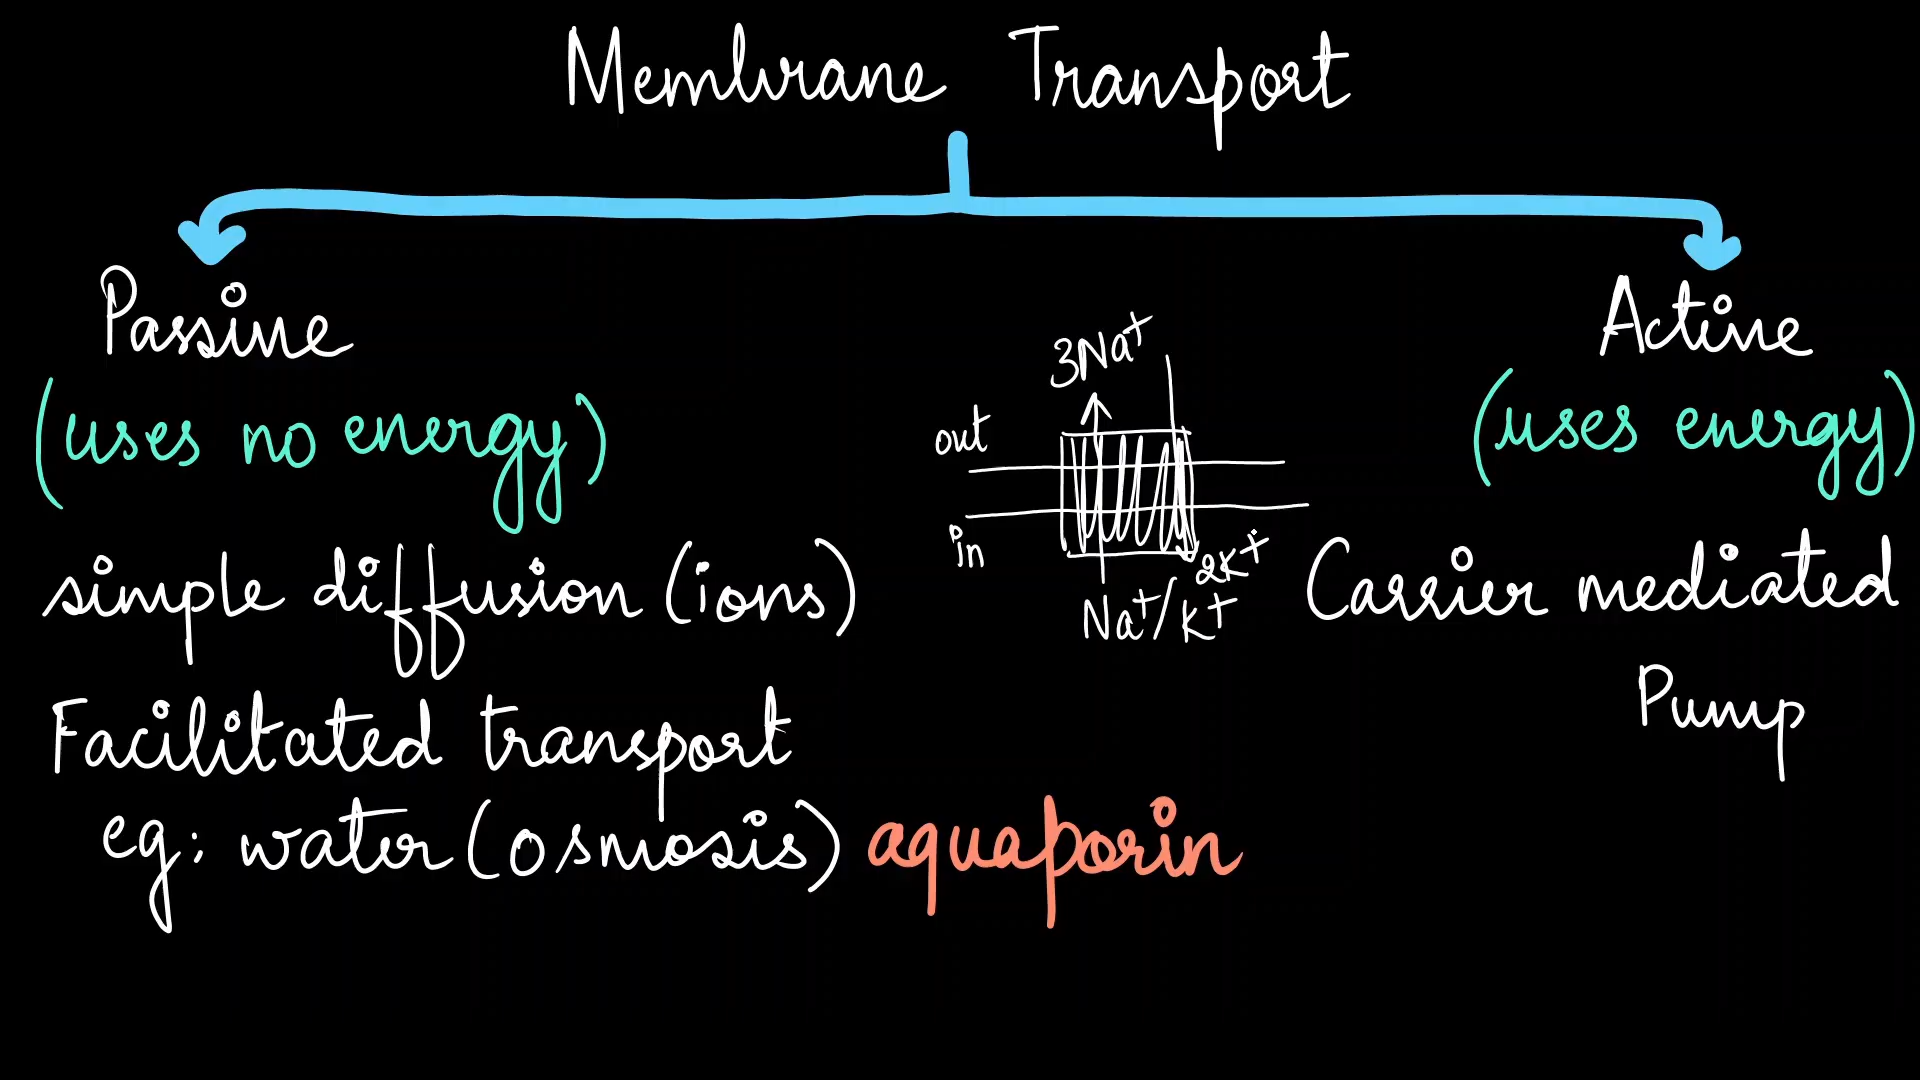 Membrane Transport
Passive
(uses no energy)
simple diffusion (ions)
Facilitated transport
eg: water (osmosis) aquaporin
3Na+
out
in
2K+
Na+/K+
Active
(uses energy)
Carrier mediated
Pump